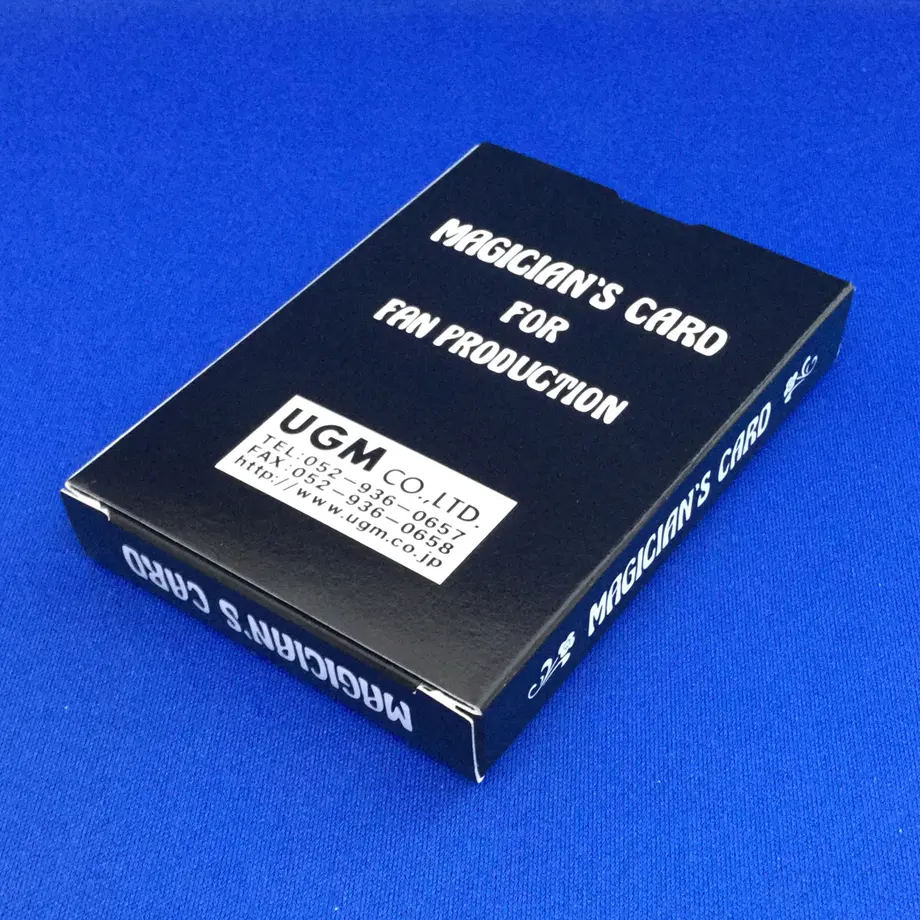 MAGICIAN'S CARD
FOR
FAN PRODUCTION
UGM CO.,LTD.
TEL:052-936-0657
FAX:052-936-0658
http://www.ugm.co.jp
MAGICIAN'S CARD
MAGICIAN'S CARD